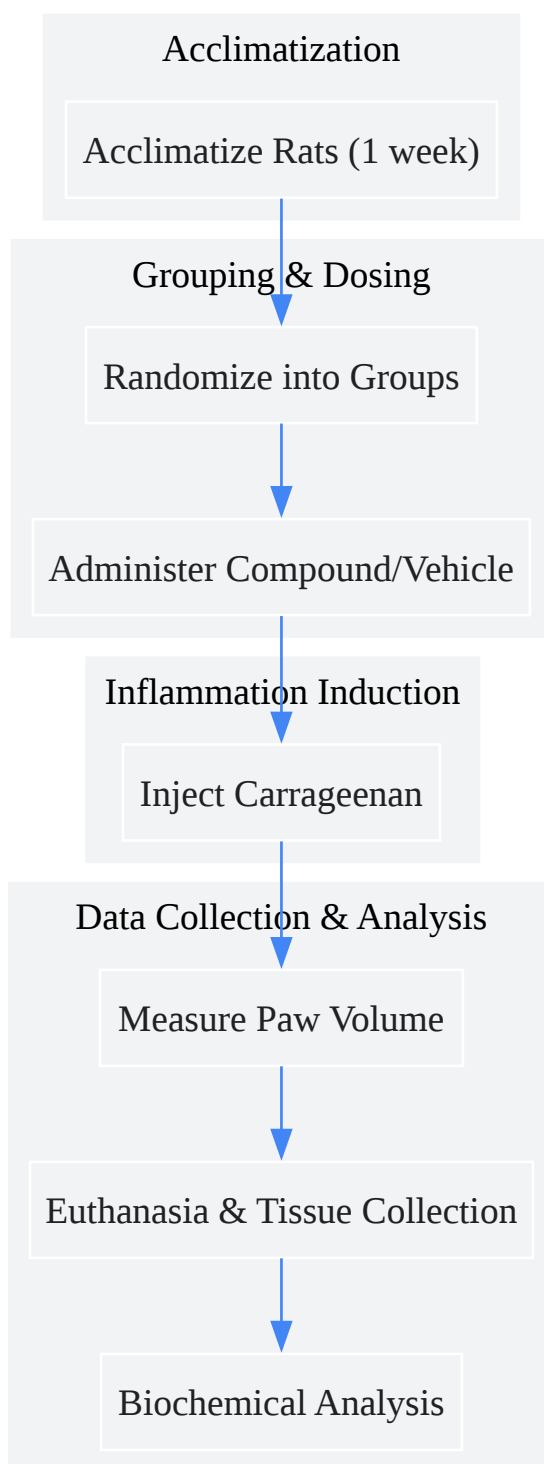 Acclimatization
Acclimatize Rats (1 week)
Grouping & Dosing
Randomize into Groups
Administer Compound/Vehicle
Inflammation Induction
Inject Carrageenan
Data Collection & Analysis
Measure Paw Volume
Euthanasia & Tissue Collection
Biochemical Analysis